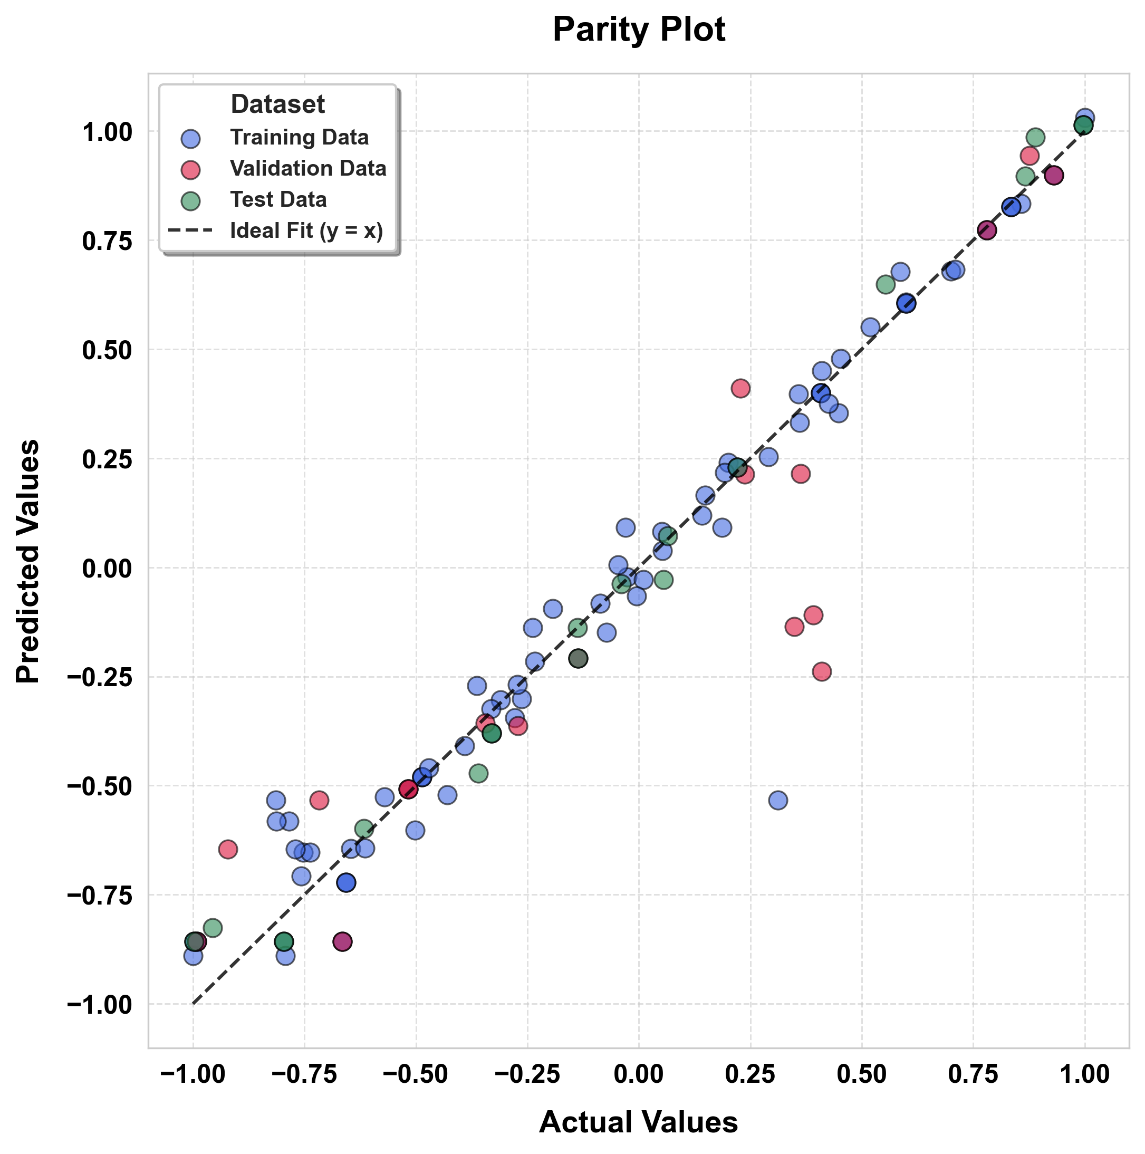 Parity Plot
Dataset
Training Data
Validation Data
Test Data
Ideal Fit (y = x)
1.00
0.75
0.50
0.25
0.00
−0.25
−0.50
−0.75
−1.00
Predicted Values
−1.00 −0.75 −0.50 −0.25 0.00 0.25 0.50 0.75 1.00
Actual Values